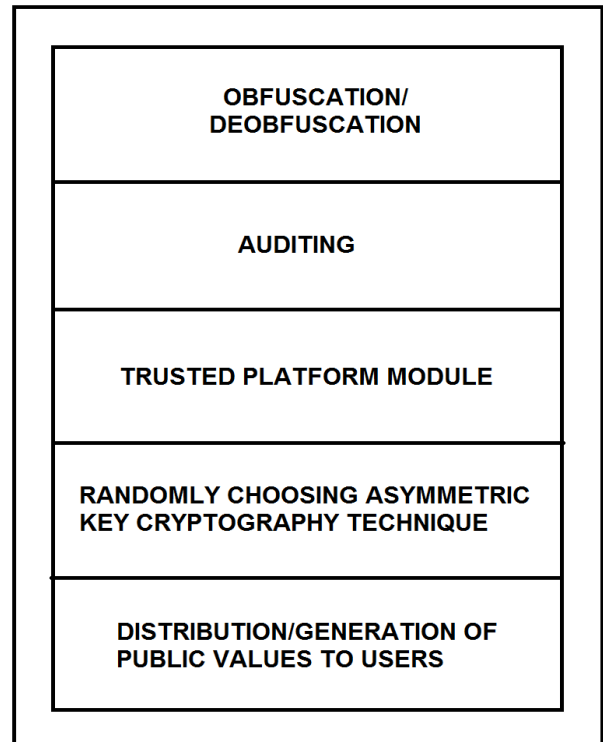 OBFUSCATION/
DEOBFUSCATION
AUDITING
TRUSTED PLATFORM MODULE
RANDOMLY CHOOSING ASYMMETRIC
KEY CRYPTOGRAPHY TECHNIQUE
DISTRIBUTION/GENERATION OF
PUBLIC VALUES TO USERS